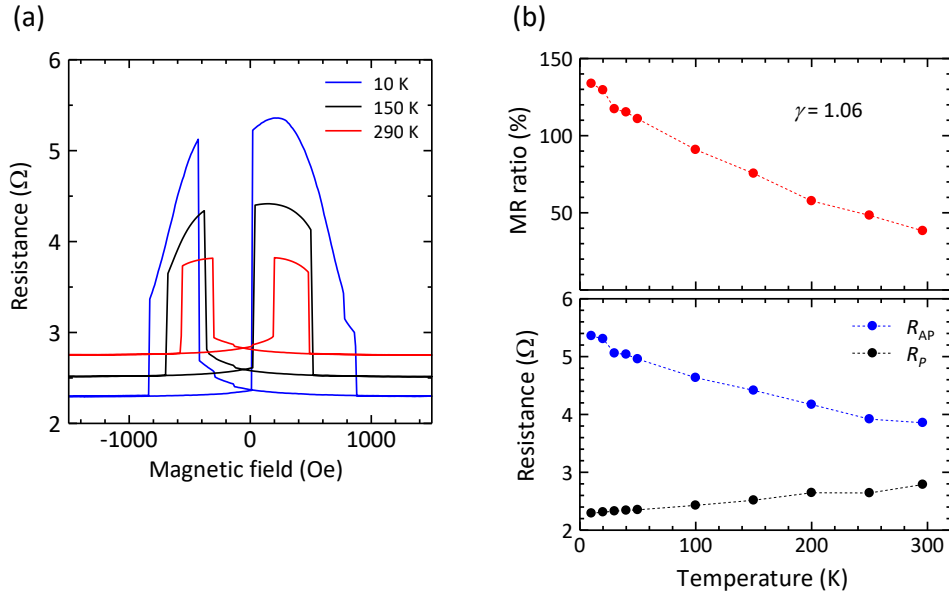 (a)
6
5
4
3
2
Resistance (Ω)
-1000
0
1000
Magnetic field (Oe)
10 K
150 K
290 K
(b)
150
100
50
MR ratio (%)
γ = 1.06
6
5
4
3
2
Resistance (Ω)
R_AP
R_P
0
100
200
300
Temperature (K)